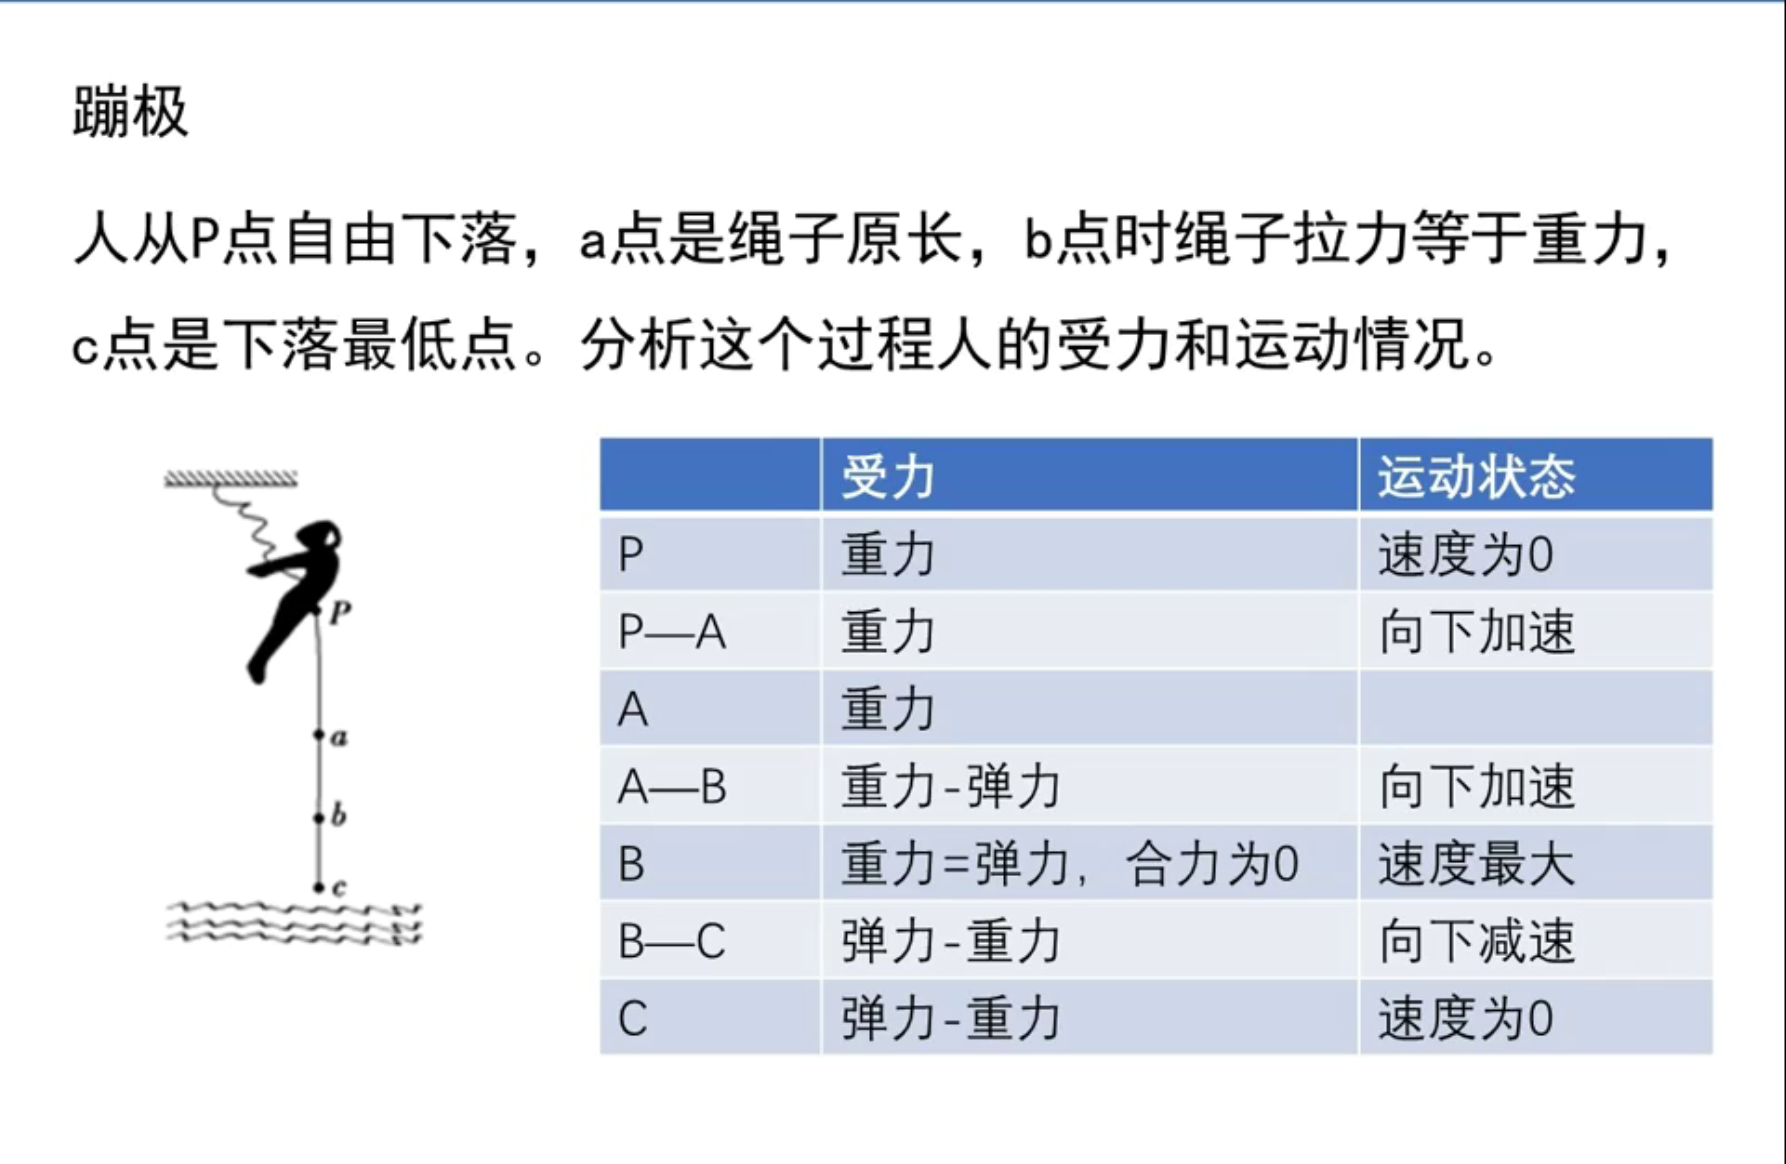 蹦极
人从P点自由下落，a点是绳子原长，b点时绳子拉力等于重力，
c点是下落最低点。分析这个过程人的受力和运动情况。
P
a
b
c
受力 运动状态
P 重力 速度为0
P—A 重力 向下加速
A 重力
A—B 重力-弹力 向下加速
B 重力=弹力，合力为0 速度最大
B—C 弹力-重力 向下减速
C 弹力-重力 速度为0